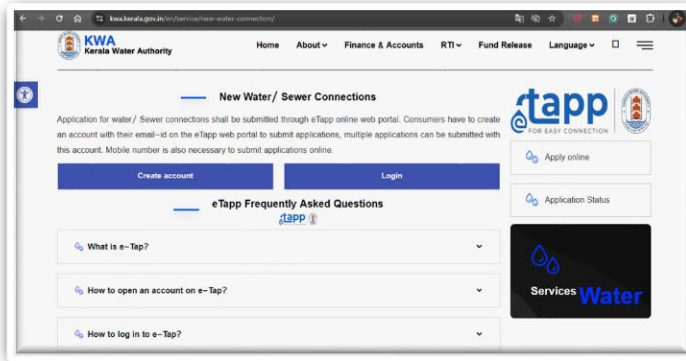 kwa.kerala.gov.in/en/service/new-water-connection/
KWA
Kerala Water Authority
Home About Finance & Accounts RTI Fund Release Language
New Water/ Sewer Connections
Application for water/ Sewer connections shall be submitted through eTapp online web portal. Consumers have to create
an account with their email-id on the eTapp web portal to submit applications, multiple applications can be submitted with
this account. Mobile number is also necessary to submit applications online.
Create account Login
eTapp Frequently Asked Questions
etapp
What is e-Tap?
How to open an account on e-Tap?
How to log in to e-Tap?
etapp
FOR EASY CONNECTION
Apply online
Application Status
Services Water